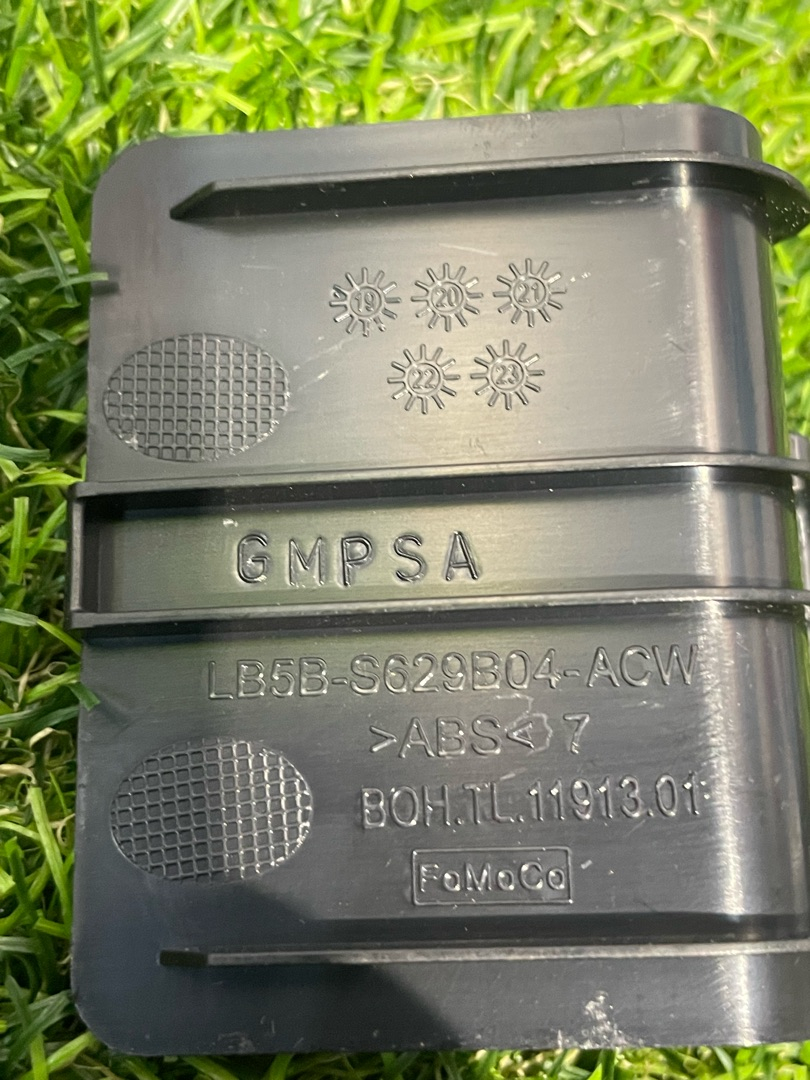 19 20 21
22 23
GMPSA
LB5B-S629B04-ACW
>ABS< 7
BOH.TL.11913.01
FoMoCo